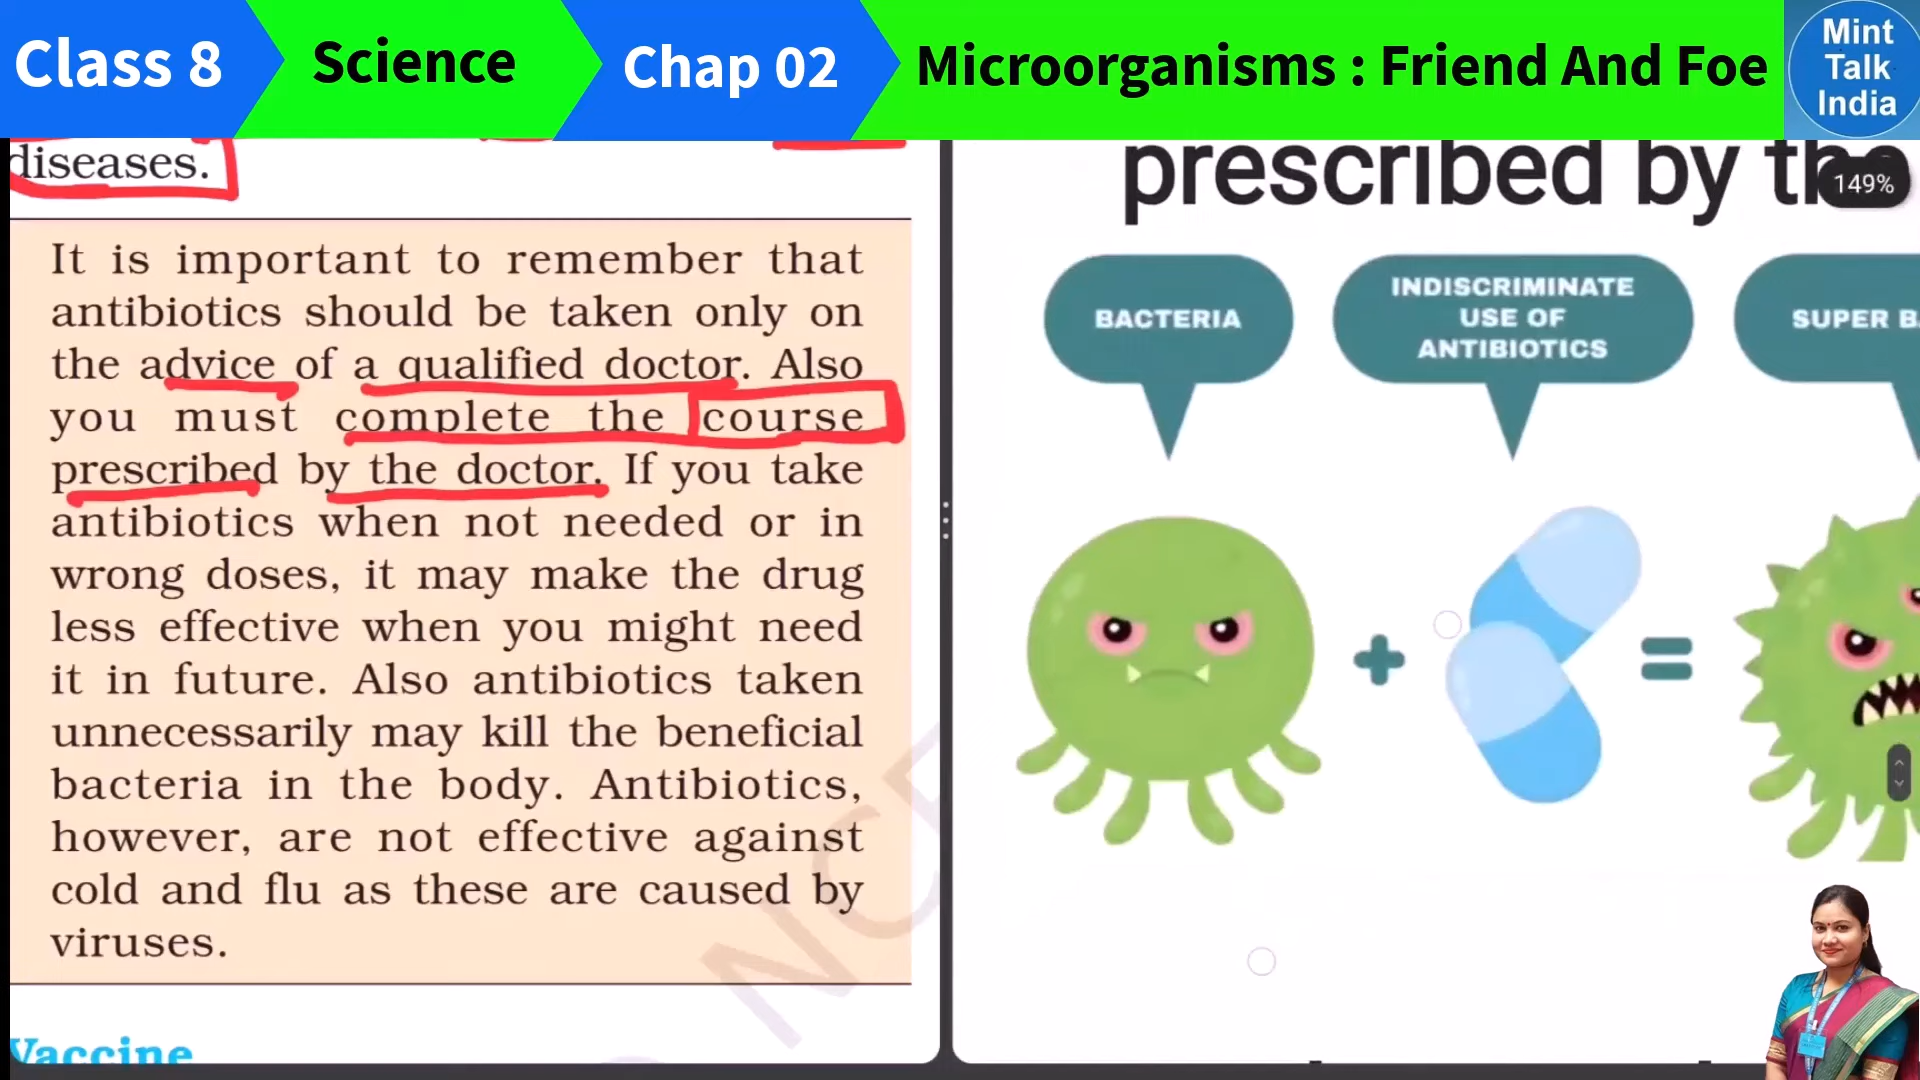 Class 8
Science
Chap 02
Microorganisms : Friend And Foe
Mint
Talk
India
diseases.
It is important to remember that
antibiotics should be taken only on
the advice of a qualified doctor. Also
you must complete the course
prescribed by the doctor. If you take
antibiotics when not needed or in
wrong doses, it may make the drug
less effective when you might need
it in future. Also antibiotics taken
unnecessarily may kill the beneficial
bacteria in the body. Antibiotics,
however, are not effective against
cold and flu as these are caused by
viruses.
Vaccine
prescribed by the
149%
BACTERIA
INDISCRIMINATE
USE OF
ANTIBIOTICS
SUPER
+
=